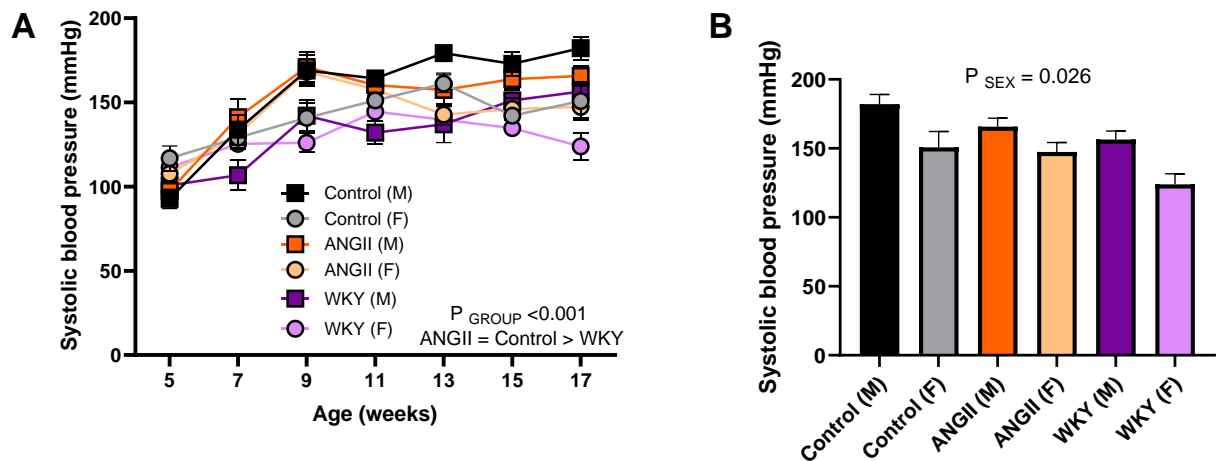 A
Systolic blood pressure (mmHg)
200
150
100
50
0
Control (M)
Control (F)
ANGII (M)
ANGII (F)
WKY (M)
WKY (F)
P GROUP <0.001
ANGII = Control > WKY
5 7 9 11 13 15 17
Age (weeks)
B
Systolic blood pressure (mmHg)
200
150
100
50
0
P SEX = 0.026
Control (M)
Control (F)
ANGII (M)
ANGII (F)
WKY (M)
WKY (F)